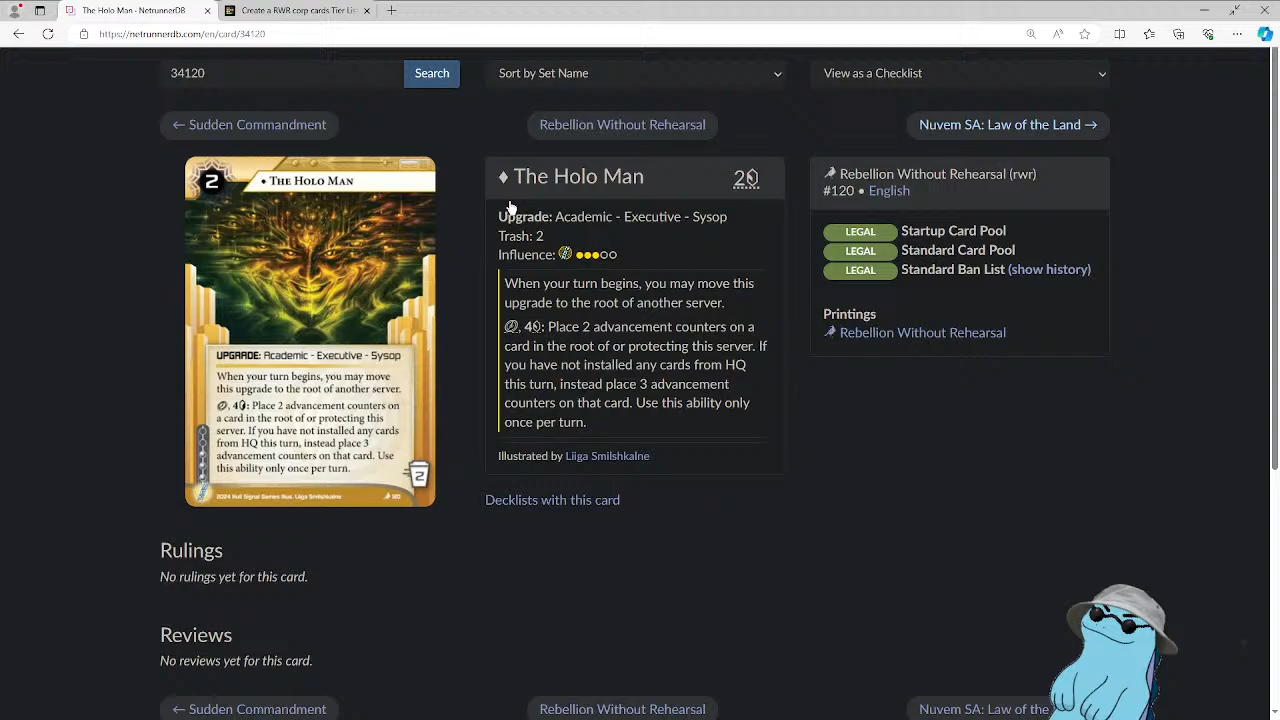 The Holo Man - NetrunnerDB
Create a RWR corp cards Tier Lis
https://netrunnerdb.com/en/card/34120
34120
Search
Sort by Set Name
View as a Checklist
← Sudden Commandment
Rebellion Without Rehearsal
Nuvem SA: Law of the Land →
2
⬥ THE HOLO MAN
UPGRADE: Academic - Executive - Sysop
When your turn begins, you may move
this upgrade to the root of another server.
, 4: Place 2 advancement counters on
a card in the root of or protecting this
server. If you have not installed any cards
from HQ this turn, instead place 3
advancement counters on that card. Use
this ability only once per turn.
2
2024 Null Signal Games Illus. Liiga Smilshkalne
120
♦ The Holo Man
2
Upgrade: Academic - Executive - Sysop
Trash: 2
Influence:
When your turn begins, you may move this
upgrade to the root of another server.
, 4: Place 2 advancement counters on a
card in the root of or protecting this server. If
you have not installed any cards from HQ
this turn, instead place 3 advancement
counters on that card. Use this ability only
once per turn.
Illustrated by Liiga Smilshkalne
Decklists with this card
Rebellion Without Rehearsal (rwr)
#120 • English
LEGAL Startup Card Pool
LEGAL Standard Card Pool
LEGAL Standard Ban List (show history)
Printings
Rebellion Without Rehearsal
Rulings
No rulings yet for this card.
Reviews
No reviews yet for this card.
← Sudden Commandment
Rebellion Without Rehearsal
Nuvem SA: Law of the